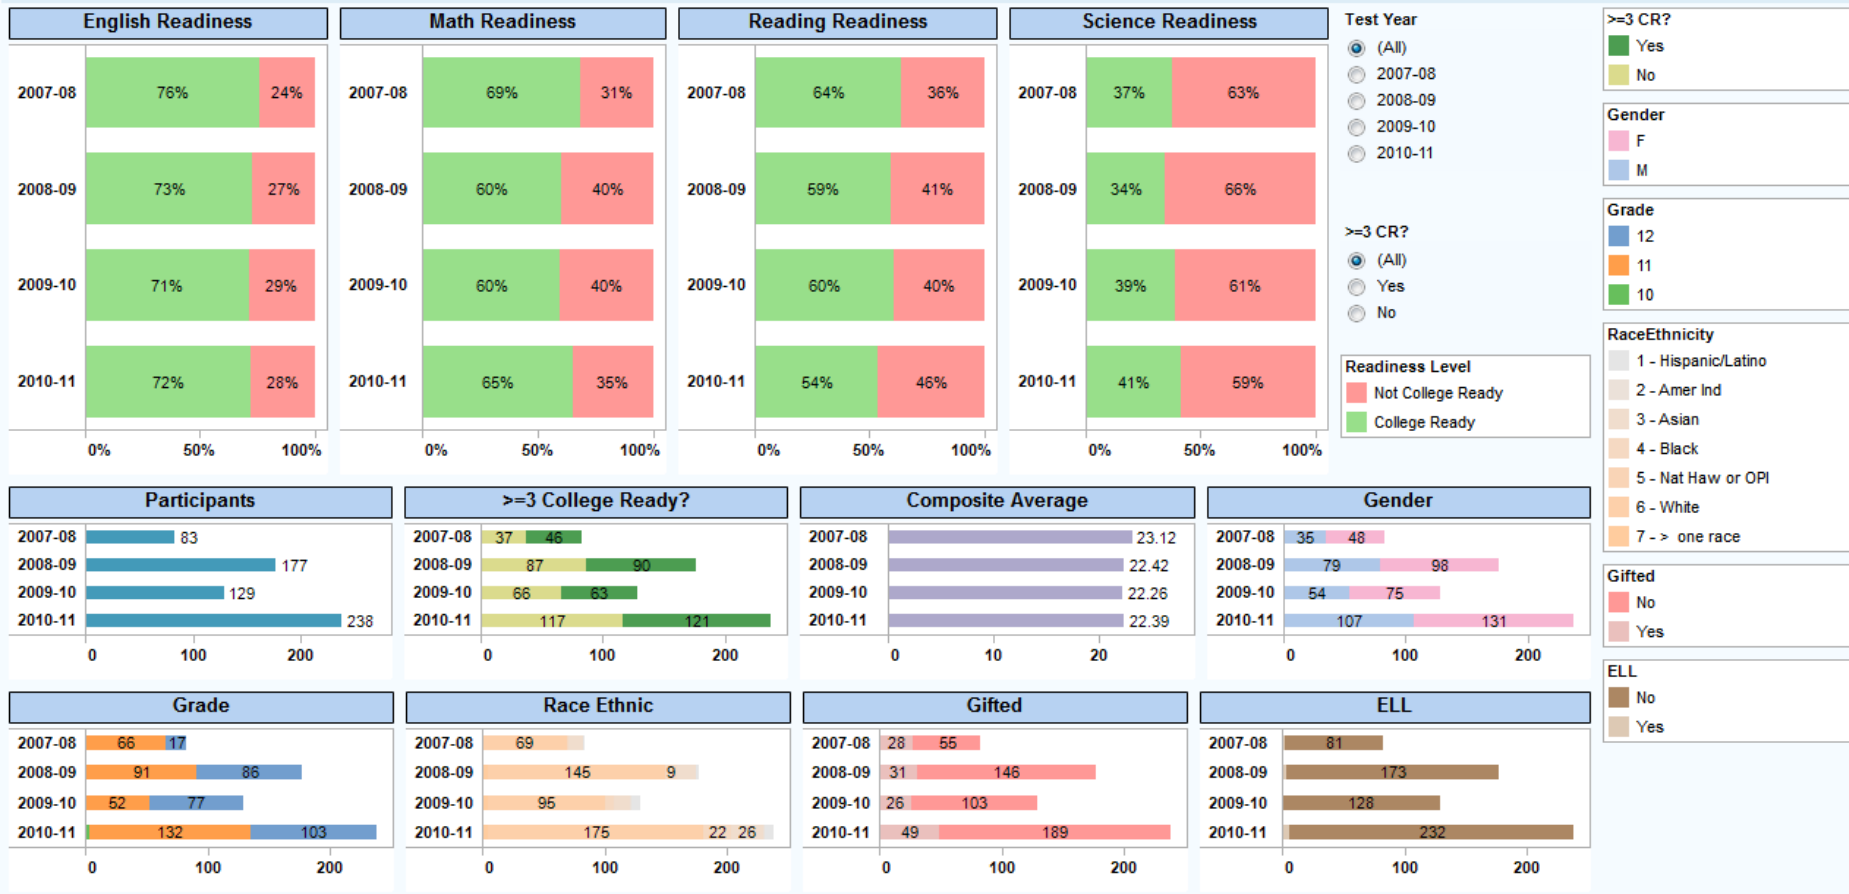 English Readiness
2007-08 76% 24%
2008-09 73% 27%
2009-10 71% 29%
2010-11 72% 28%
0% 50% 100%
Math Readiness
2007-08 69% 31%
2008-09 60% 40%
2009-10 60% 40%
2010-11 65% 35%
0% 50% 100%
Reading Readiness
2007-08 64% 36%
2008-09 59% 41%
2009-10 60% 40%
2010-11 54% 46%
0% 50% 100%
Science Readiness
2007-08 37% 63%
2008-09 34% 66%
2009-10 39% 61%
2010-11 41% 59%
0% 50% 100%
Test Year
(All)
2007-08
2008-09
2009-10
2010-11
>=3 CR?
(All)
Yes
No
Readiness Level
Not College Ready
College Ready
>=3 CR?
Yes
No
Gender
F
M
Grade
12
11
10
RaceEthnicity
1 - Hispanic/Latino
2 - Amer Ind
3 - Asian
4 - Black
5 - Nat Haw or OPI
6 - White
7 - > one race
Gifted
No
Yes
ELL
No
Yes
Participants
2007-08 83
2008-09 177
2009-10 129
2010-11 238
0 100 200
>=3 College Ready?
2007-08 37 46
2008-09 87 90
2009-10 66 63
2010-11 117 121
0 100 200
Composite Average
2007-08 23.12
2008-09 22.42
2009-10 22.26
2010-11 22.39
0 10 20
Gender
2007-08 35 48
2008-09 79 98
2009-10 54 75
2010-11 107 131
0 100 200
Grade
2007-08 66 17
2008-09 91 86
2009-10 52 77
2010-11 132 103
0 100 200
Race Ethnic
2007-08 69
2008-09 145 9
2009-10 95
2010-11 175 22 26
0 100 200
Gifted
2007-08 28 55
2008-09 31 146
2009-10 26 103
2010-11 49 189
0 100 200
ELL
2007-08 81
2008-09 173
2009-10 128
2010-11 232
0 100 200